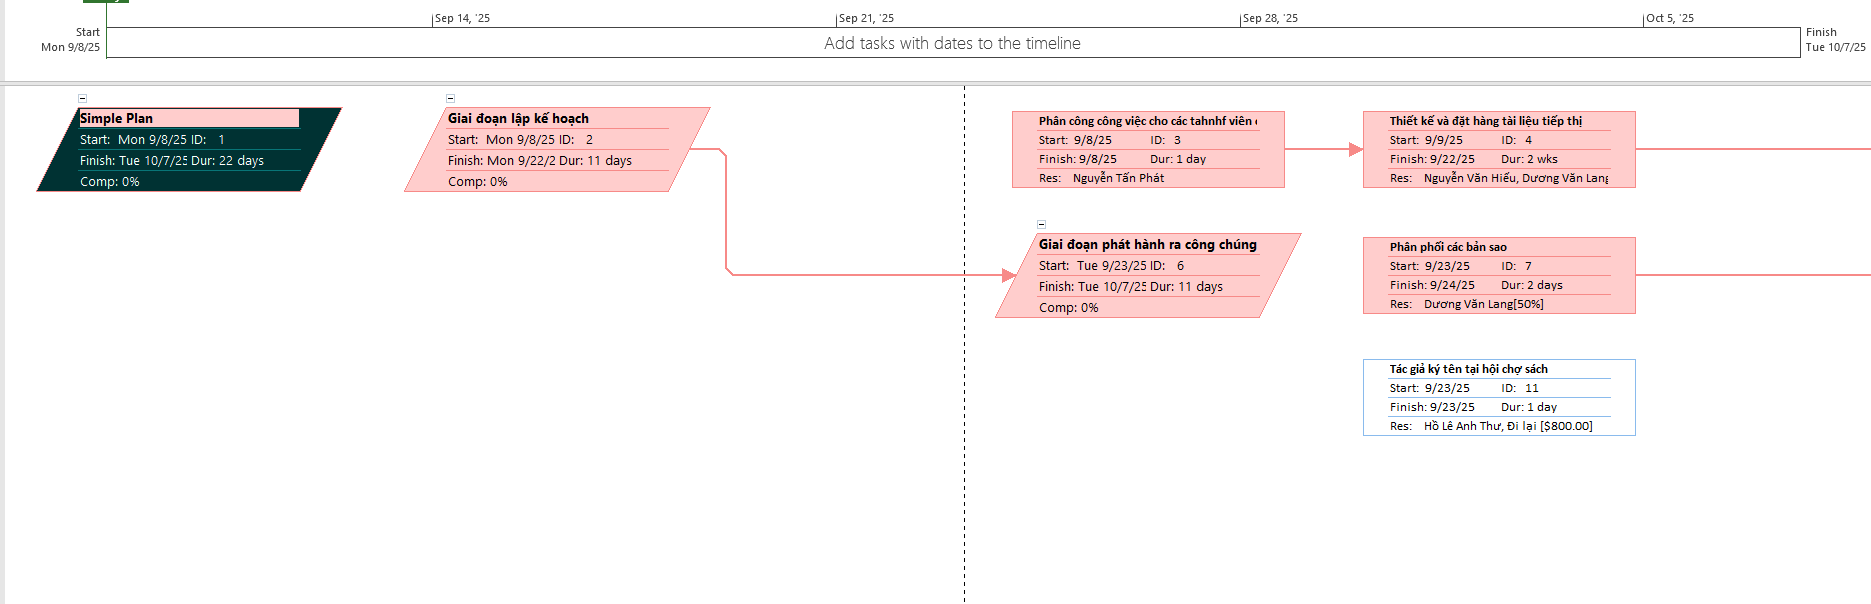 Sep 14, '25
Sep 21, '25
Sep 28, '25
Oct 5, '25
Start
Mon 9/8/25
Add tasks with dates to the timeline
Finish
Tue 10/7/25
Simple Plan
Start: Mon 9/8/25 ID: 1
Finish: Tue 10/7/25 Dur: 22 days
Comp: 0%
Giai đoạn lập kế hoạch
Start: Mon 9/8/25 ID: 2
Finish: Mon 9/22/2 Dur: 11 days
Comp: 0%
Phân công công việc cho các tahnhf viên
Start: 9/8/25 ID: 3
Finish: 9/8/25 Dur: 1 day
Res: Nguyễn Tấn Phát
Thiết kế và đặt hàng tài liệu tiếp thị
Start: 9/9/25 ID: 4
Finish: 9/22/25 Dur: 2 wks
Res: Nguyễn Văn Hiếu, Dương Văn Lang
Giai đoạn phát hành ra công chúng
Start: Tue 9/23/25 ID: 6
Finish: Tue 10/7/25 Dur: 11 days
Comp: 0%
Phân phối các bản sao
Start: 9/23/25 ID: 7
Finish: 9/24/25 Dur: 2 days
Res: Dương Văn Lang[50%]
Tác giả ký tên tại hội chợ sách
Start: 9/23/25 ID: 11
Finish: 9/23/25 Dur: 1 day
Res: Hồ Lê Anh Thư, Đi lại [$800.00]